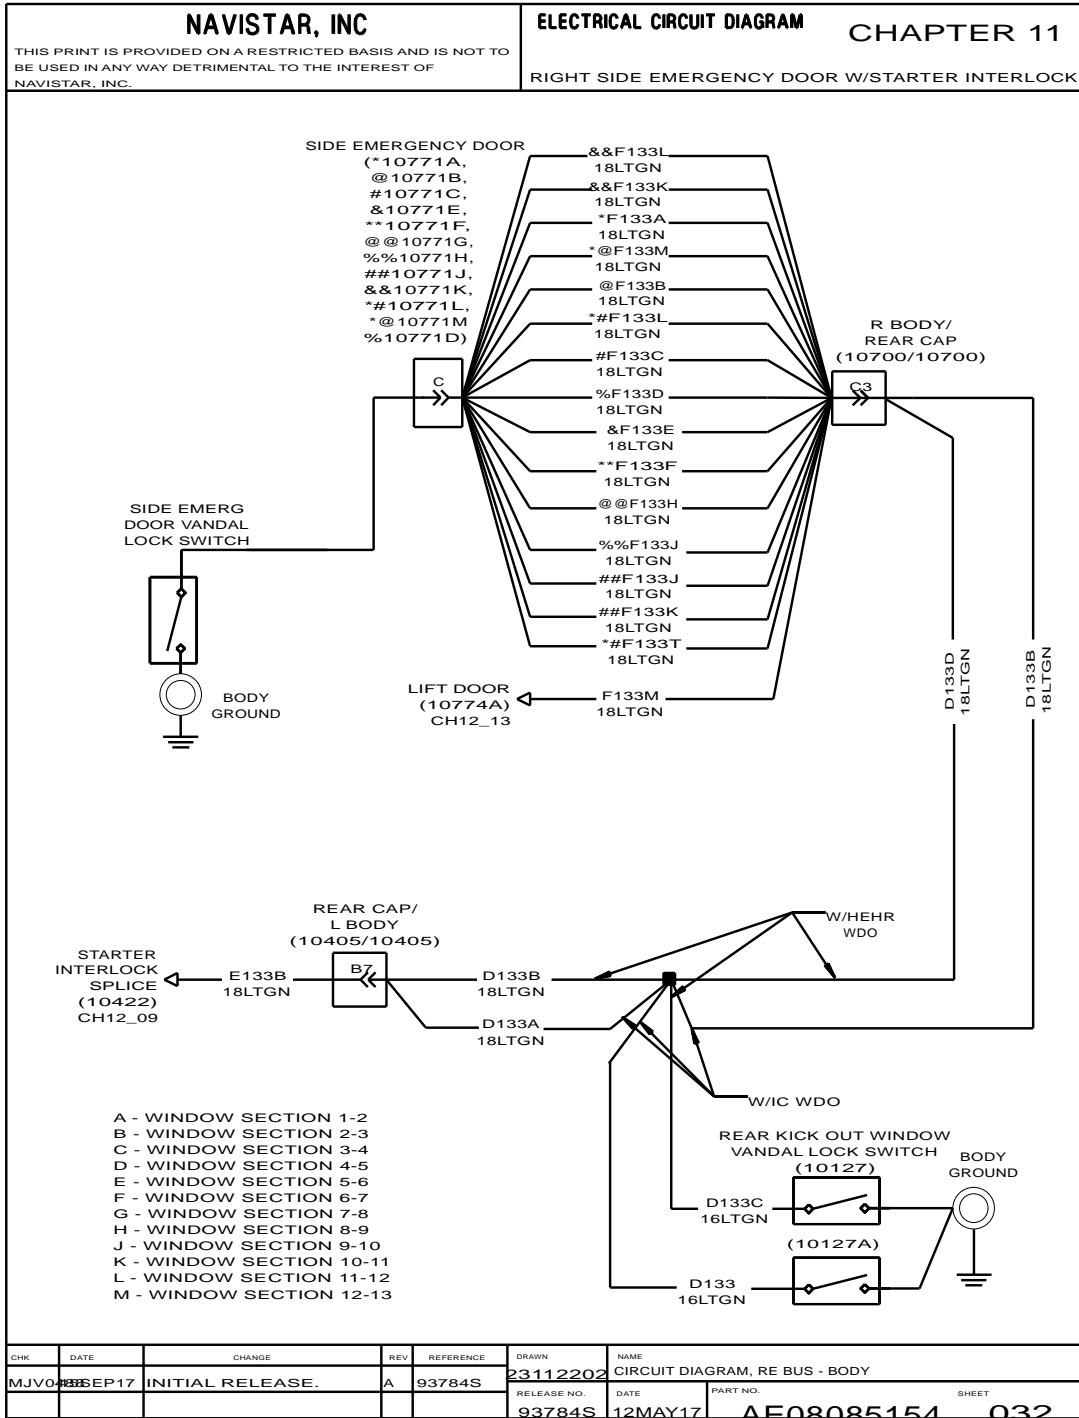 NAVISTAR, INC
THIS PRINT IS PROVIDED ON A RESTRICTED BASIS AND IS NOT TO
BE USED IN ANY WAY DETRIMENTAL TO THE INTEREST OF
NAVISTAR, INC.
ELECTRICAL CIRCUIT DIAGRAM
CHAPTER 11
RIGHT SIDE EMERGENCY DOOR W/STARTER INTERLOCK
SIDE EMERGENCY DOOR
(*10771A,
@10771B,
#10771C,
&10771E,
**10771F,
@@10771G,
%%10771H,
##10771J,
&&10771K,
*#10771L,
*@10771M
%10771D)
C
&&F133L
18LTGN
&&F133K
18LTGN
*F133A
18LTGN
*@F133M
18LTGN
@F133B
18LTGN
*#F133L
18LTGN
#F133C
18LTGN
%F133D
18LTGN
&F133E
18LTGN
**F133F
18LTGN
@@F133H
18LTGN
%%F133J
18LTGN
##F133J
18LTGN
##F133K
18LTGN
*#F133T
18LTGN
F133M
18LTGN
R BODY/
REAR CAP
(10700/10700)
C3
SIDE EMERG
DOOR VANDAL
LOCK SWITCH
BODY
GROUND
LIFT DOOR
(10774A)
CH12_13
D133D
18LTGN
D133B
18LTGN
REAR CAP/
L BODY
(10405/10405)
B7
STARTER
INTERLOCK
SPLICE
(10422)
CH12_09
E133B
18LTGN
D133B
18LTGN
D133A
18LTGN
W/HEHR
WDO
W/IC WDO
A - WINDOW SECTION 1-2
B - WINDOW SECTION 2-3
C - WINDOW SECTION 3-4
D - WINDOW SECTION 4-5
E - WINDOW SECTION 5-6
F - WINDOW SECTION 6-7
G - WINDOW SECTION 7-8
H - WINDOW SECTION 8-9
J - WINDOW SECTION 9-10
K - WINDOW SECTION 10-11
L - WINDOW SECTION 11-12
M - WINDOW SECTION 12-13
REAR KICK OUT WINDOW
VANDAL LOCK SWITCH
(10127)
BODY
GROUND
D133C
16LTGN
(10127A)
D133
16LTGN
CHK DATE CHANGE REV REFERENCE
INITIAL RELEASE. A 93784S
DRAWN
23112202
NAME
CIRCUIT DIAGRAM, RE BUS - BODY
RELEASE NO.
93784S
DATE
12MAY17
PART NO.
AE08085154
SHEET
032